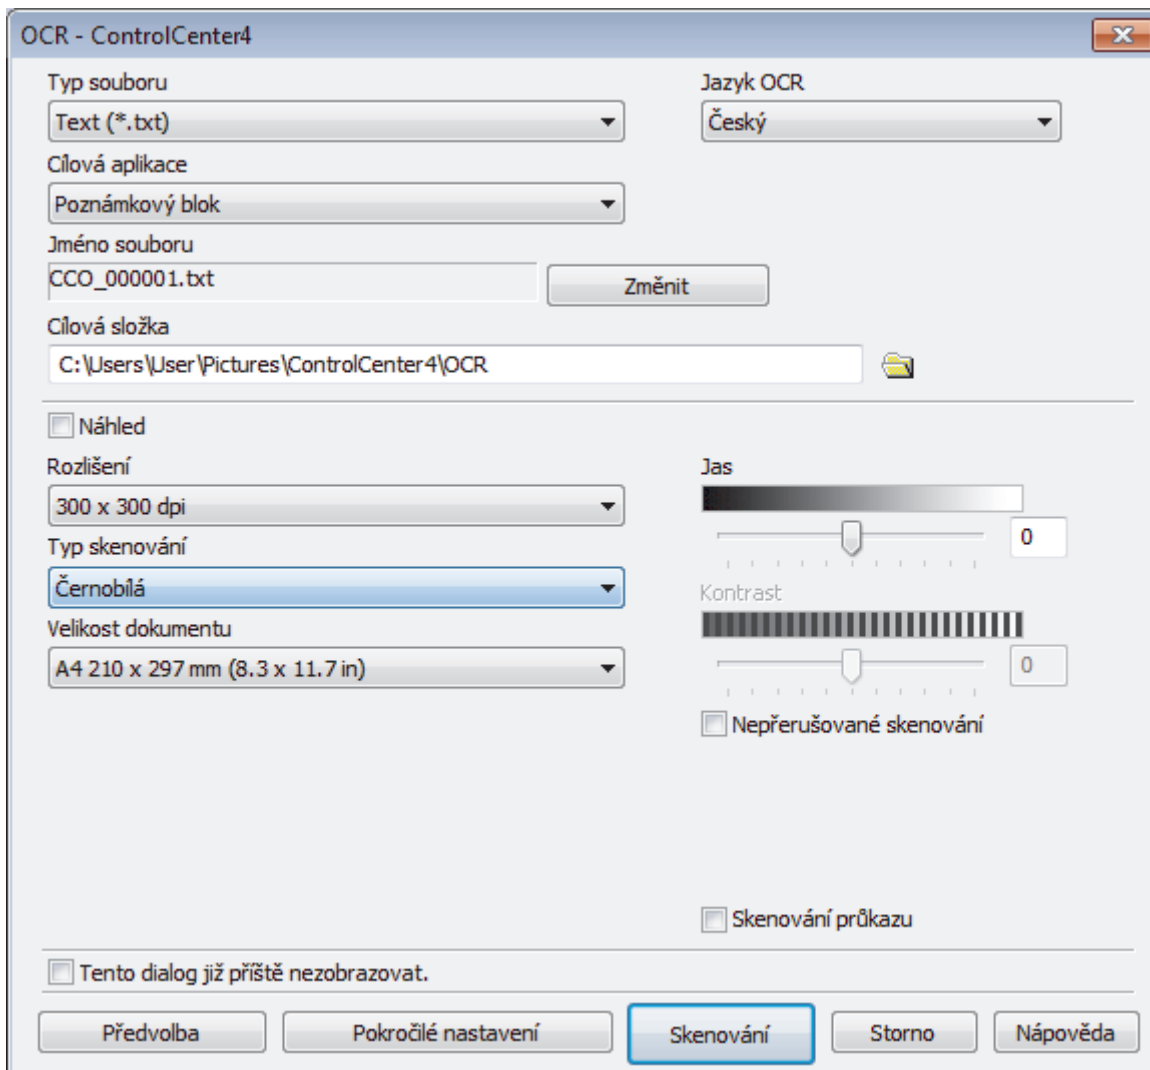 OCR - ControlCenter4
Typ souboru
Jazyk OCR
Text (*.txt)
Český
Cílová aplikace
Poznámkový blok
Jméno souboru
CCO_000001.txt
Změnit
Cílová složka
C:\Users\User\Pictures\ControlCenter4\OCR
Náhled
Rozlišení
Jas
300 x 300 dpi
0
Typ skenování
Černobílá
Kontrast
Velikost dokumentu
A4 210 x 297 mm (8.3 x 11.7 in)
0
Nepřerušované skenování
Skenování průkazu
Tento dialog již příště nezobrazovat.
Předvolba
Pokročilé nastavení
Skenování
Storno
Nápověda